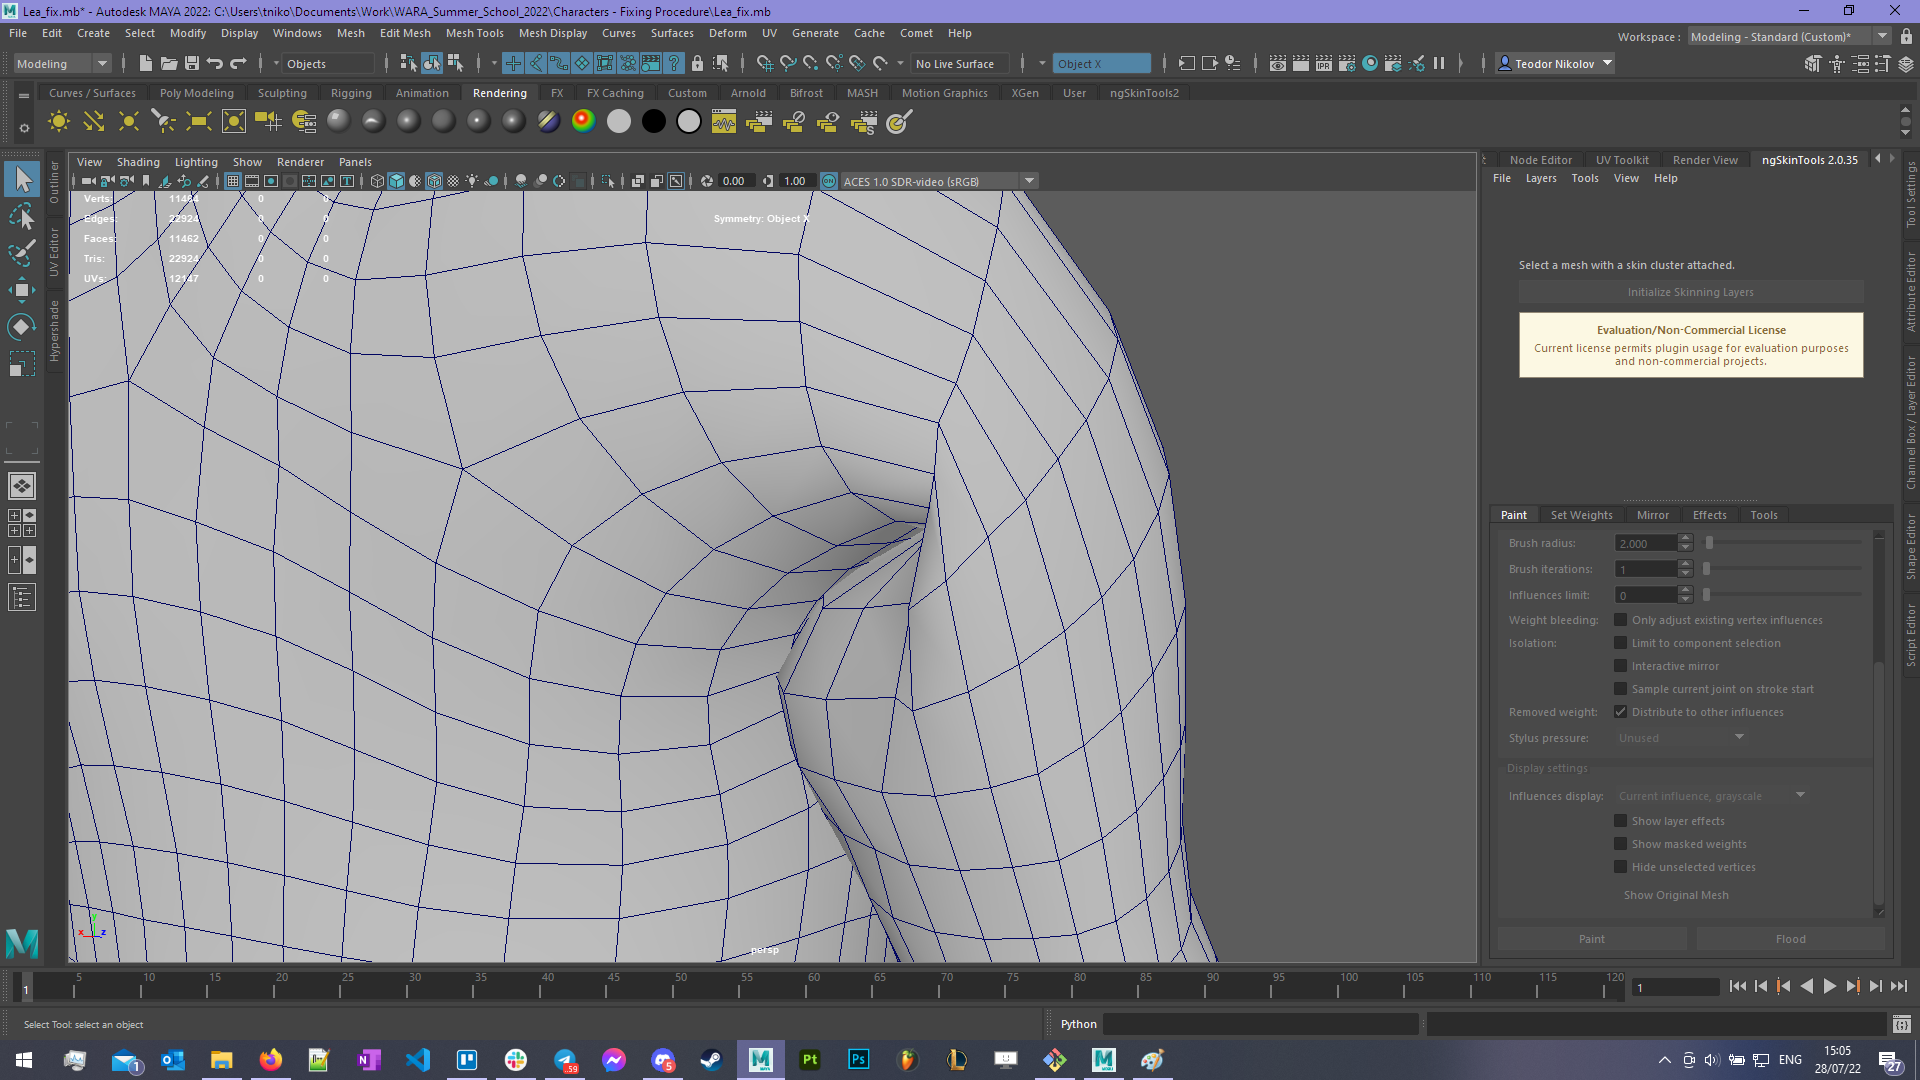 Lea_fix.mb* - Autodesk MAYA 2022: C:\Users\tniko\Documents\Work\WARA_Summer_School_2022\Characters - Fixing Procedure\Lea_fix.mb
File Edit Create Select Modify Display Windows Mesh Edit Mesh Mesh Tools Mesh Display Curves Surfaces Deform UV Generate Cache Comet Help
Workspace : Modeling - Standard (Custom)*
Modeling Objects No Live Surface Object X Teodor Nikolov
Curves / Surfaces Poly Modeling Sculpting Rigging Animation Rendering FX FX Caching Custom Arnold Bifrost MASH Motion Graphics XGen User ngSkinTools2
IPR
S
View Shading Lighting Show Renderer Panels
0.00 1.00 ON ACES 1.0 SDR-video (sRGB)
Outliner
UV Editor
Hypershade
Verts: 11464 0 0
Edges: 22924 0 0
Faces: 11462 0 0
Tris: 22924 0 0
UVs: 12147 0 0
Symmetry: Object X
persp
y
x z
Node Editor UV Toolkit Render View ngSkinTools 2.0.35
File Layers Tools View Help
Select a mesh with a skin cluster attached.
Initialize Skinning Layers
Evaluation/Non-Commercial License
Current license permits plugin usage for evaluation purposes
and non-commercial projects.
Paint Set Weights Mirror Effects Tools
Brush radius: 2.000
Brush iterations: 1
Influences limit: 0
Weight bleeding: Only adjust existing vertex influences
Isolation: Limit to component selection
Interactive mirror
Sample current joint on stroke start
Removed weight: Distribute to other influences
Stylus pressure: Unused
Display settings
Influences display: Current influence, grayscale
Show layer effects
Show masked weights
Hide unselected vertices
Show Original Mesh
Paint Flood
Tool Settings
Attribute Editor
Channel Box / Layer Editor
Shape Editor
Script Editor
1 5 10 15 20 25 30 35 40 45 50 55 60 65 70 75 80 85 90 95 100 105 110 115 120 1
Select Tool: select an object
Python
1 .59 5 Pt Ps ENG 15:05
28/07/22 27